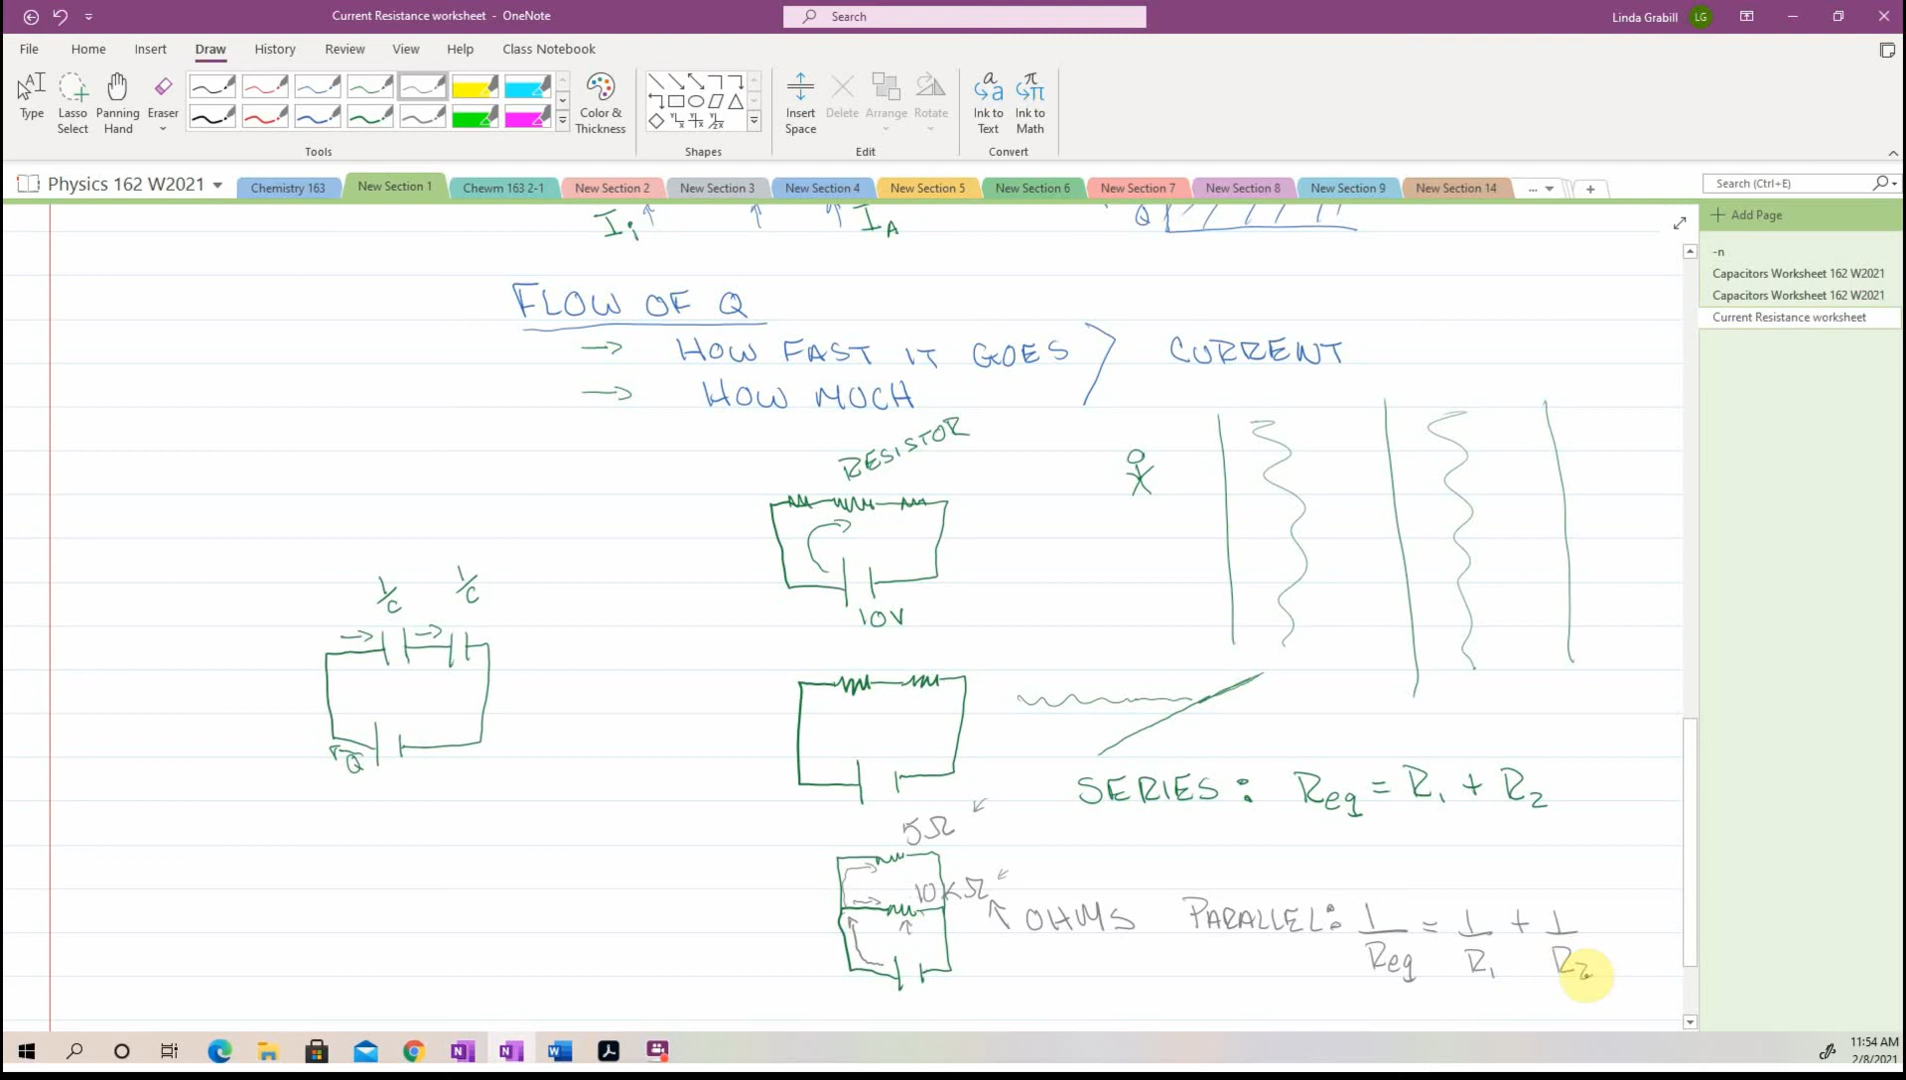 Current Resistance worksheet - OneNote
Search
Linda Grabill
LG
File Home Insert Draw History Review View Help Class Notebook
Type
Lasso Select
Panning Hand
Eraser
Color & Thickness
Insert Space
Delete
Arrange
Rotate
Ink to Text
Ink to Math
Tools
Shapes
Edit
Convert
Physics 162 W2021
Chemistry 163
New Section 1
Chewm 163 2-1
New Section 2
New Section 3
New Section 4
New Section 5
New Section 6
New Section 7
New Section 8
New Section 9
New Section 14
...
Search (Ctrl+E)
Add Page
-n
Capacitors Worksheet 162 W2021
Capacitors Worksheet 162 W2021
Current Resistance worksheet
Ii
IA
Q
FLOW OF Q
→ HOW FAST IT GOES
CURRENT
→ HOW MUCH
RESISTOR
10V
1/C 1/C
Q
SERIES: Req = R1 + R2
5Ω
10KΩ
OHMS
PARALLEL: 1/Req = 1/R1 + 1/R2
11:54 AM
2/8/2021